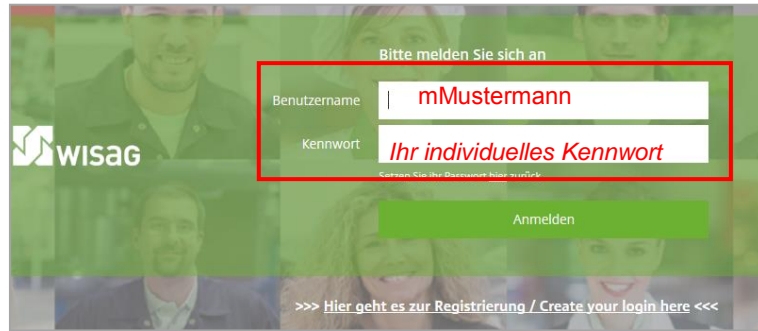 Bitte melden Sie sich an
Benutzername mMustermann
wisag
Kennwort Ihr individuelles Kennwort
Setzen Sie ihr Passwort hier zurück
Anmelden
>>> Hier geht es zur Registrierung / Create your login here <<<